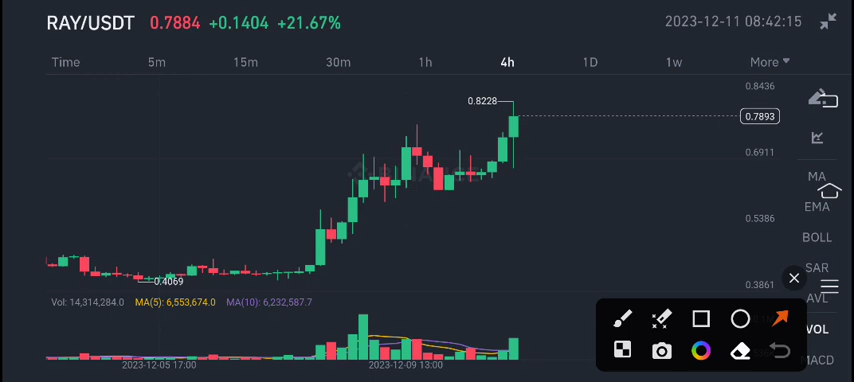 RAY/USDT 0.7884 +0.1404 +21.67% 2023-12-11 08:42:15
Time 5m 15m 30m 1h 4h 1D 1w More
0.8436
0.8228
0.7893
0.6911
MA
EMA
0.5386
BOLL
SAR
0.4069
0.3861
AVL
Vol: 14,314,284.0 MA(5): 6,553,674.0 MA(10): 6,232,587.7
VOL
MACD
2023-12-05 17:00 2023-12-09 13:00